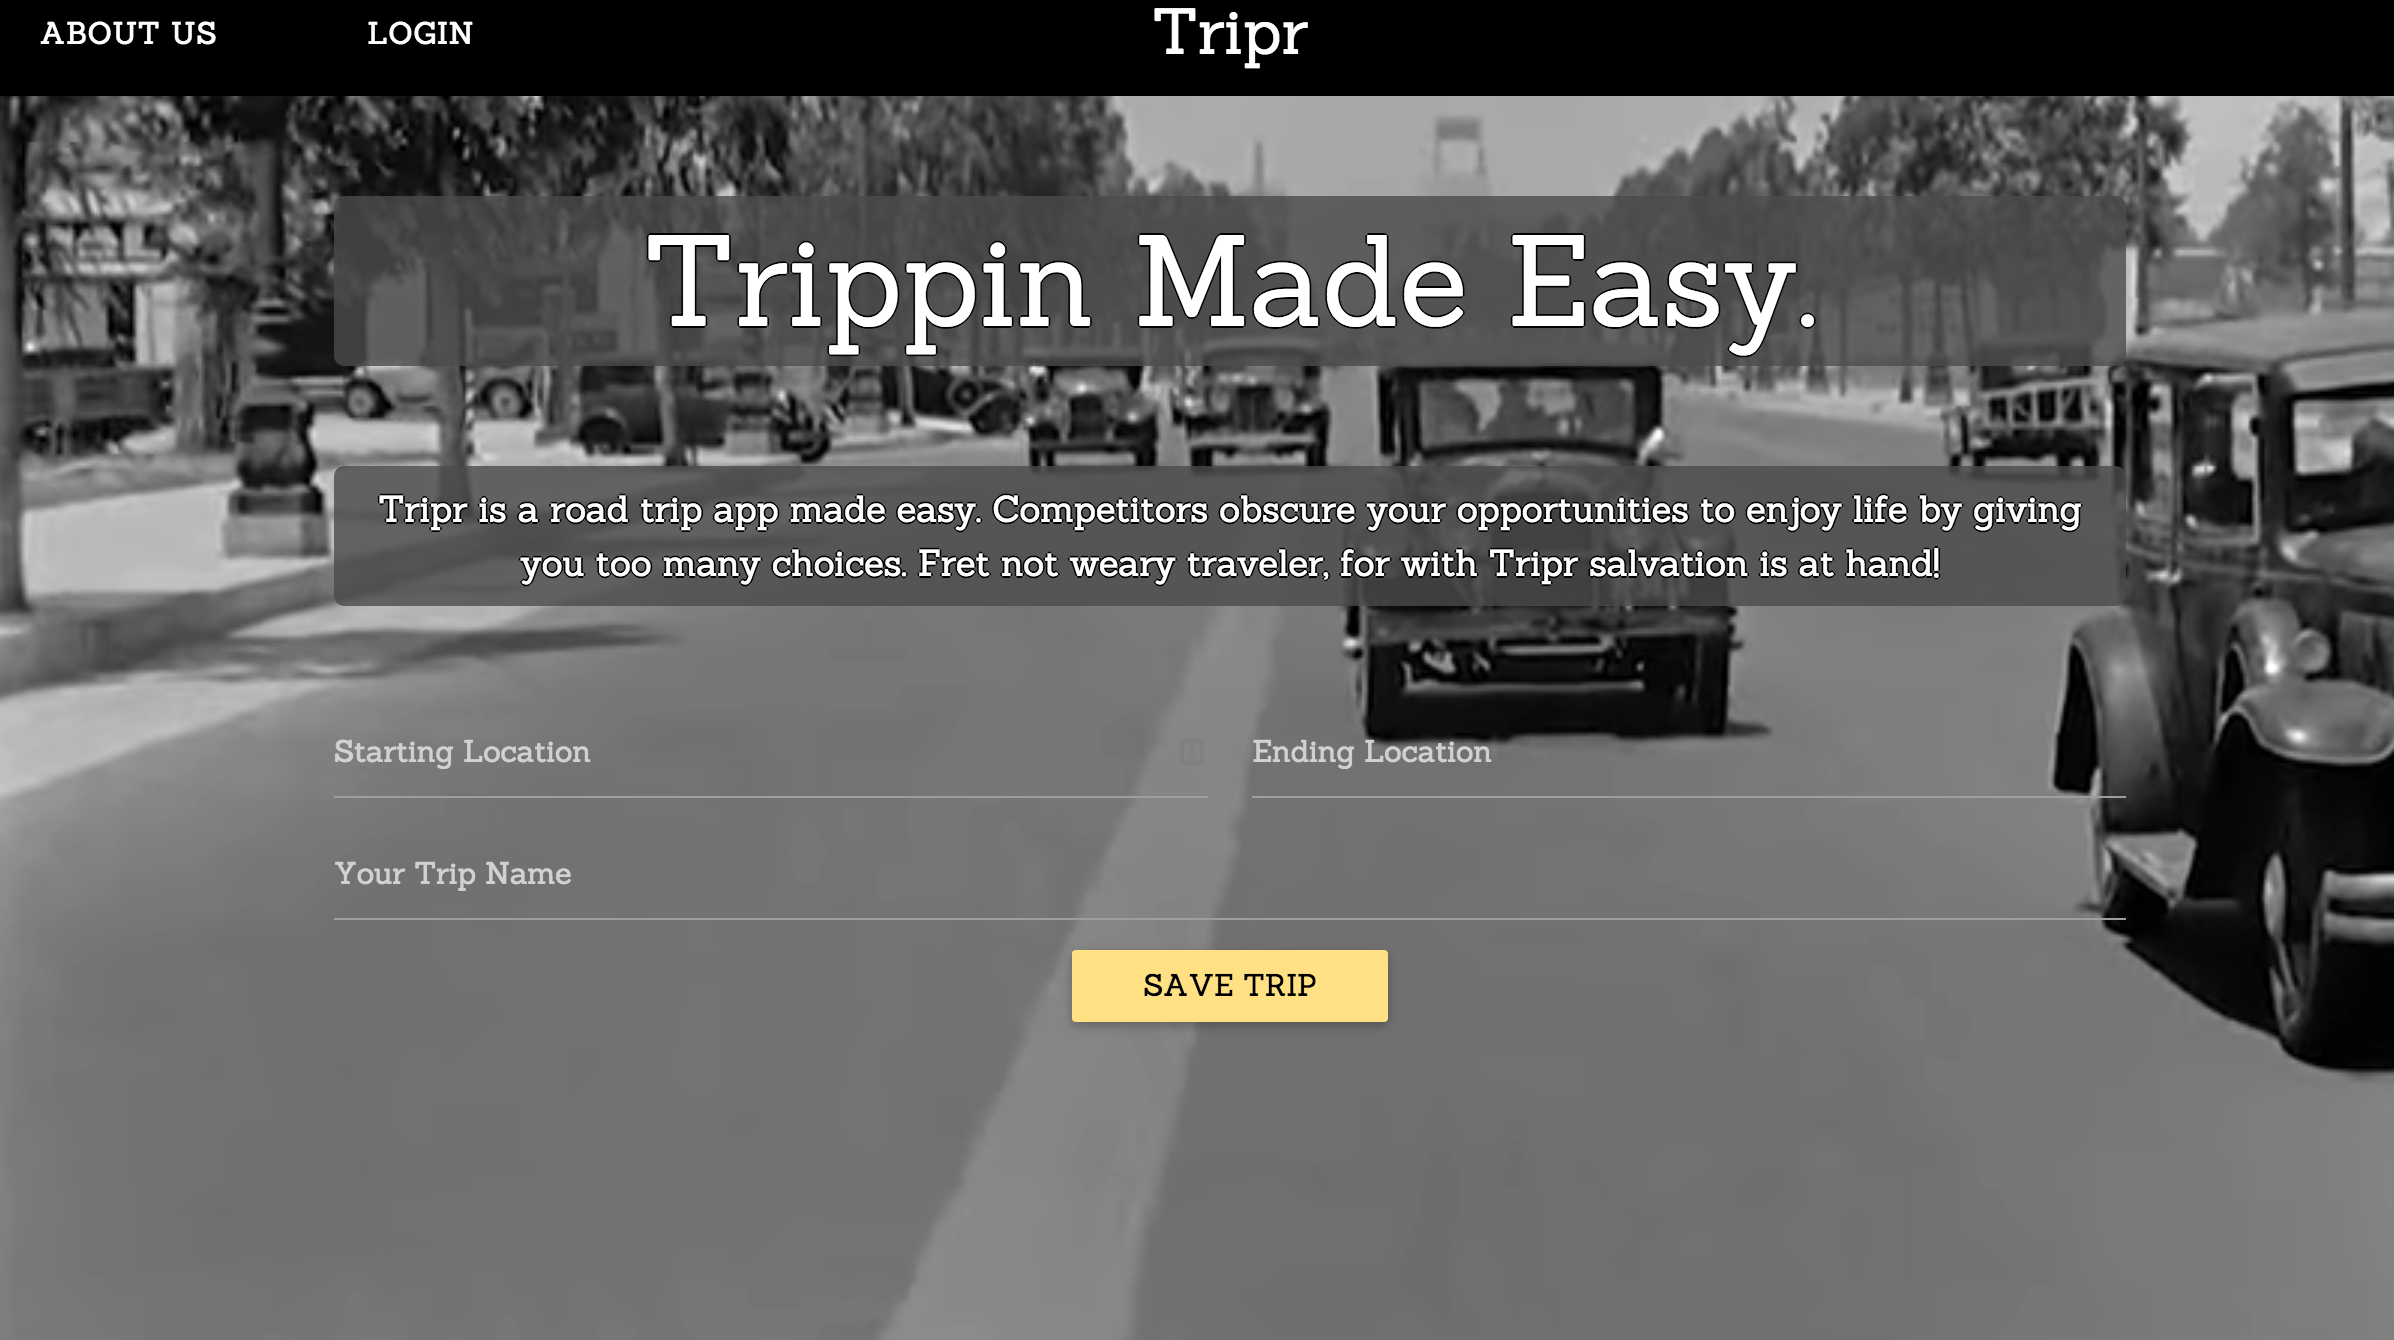 ABOUT US
LOGIN
Tripr
Trippin Made Easy.
Tripr is a road trip app made easy. Competitors obscure your opportunities to enjoy life by giving
you too many choices. Fret not weary traveler, for with Tripr salvation is at hand!
Starting Location
Ending Location
Your Trip Name
SAVE TRIP